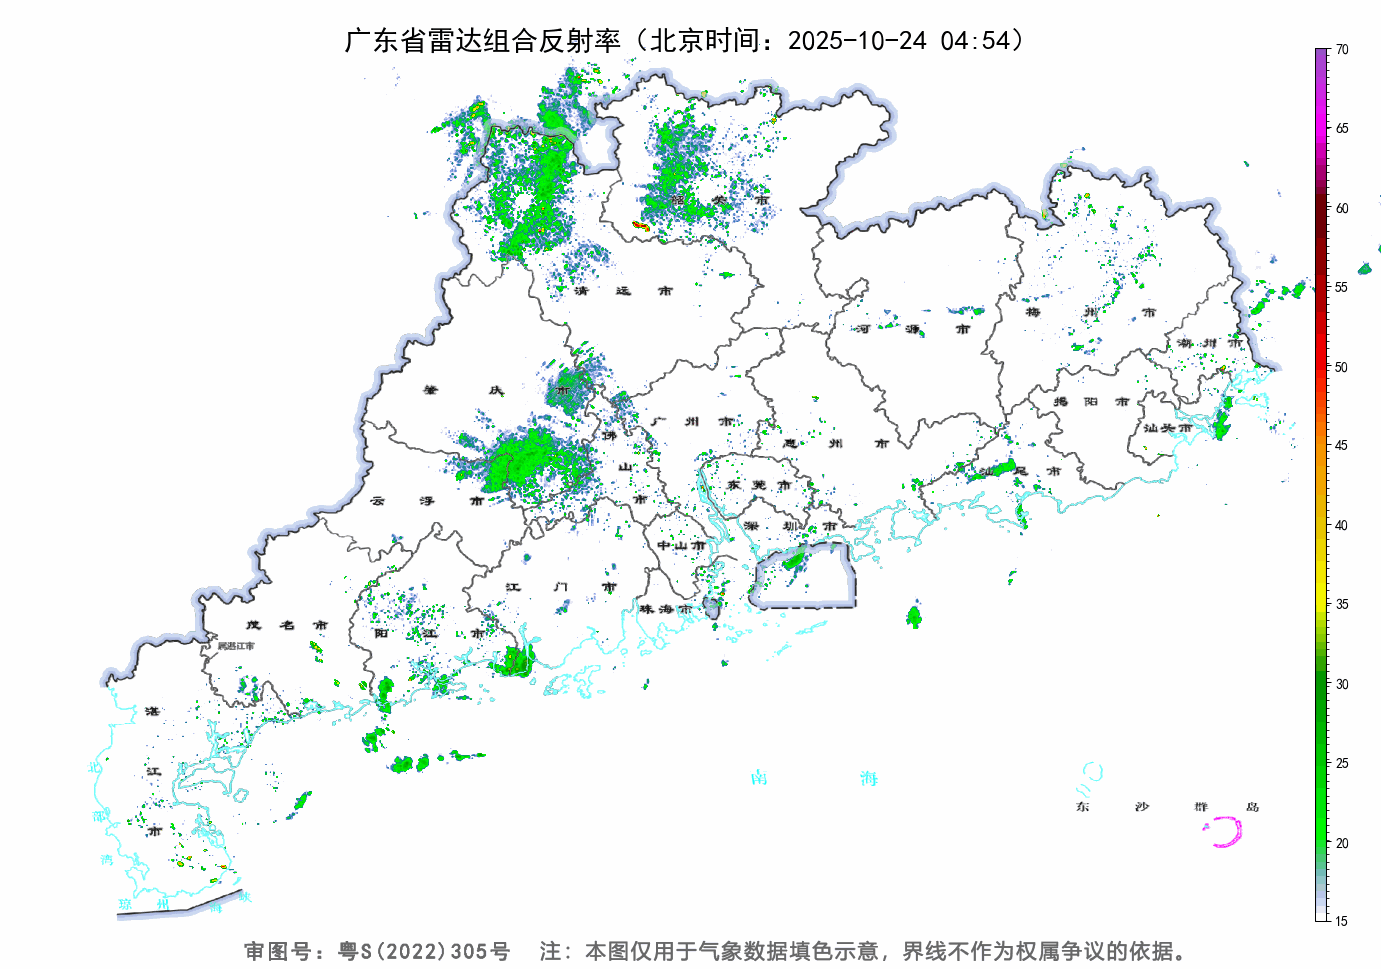 广东省雷达组合反射率（北京时间：2025-10-24 04:54）
70
65
60
55
50
45
40
35
30
25
20
15
韶关市
清远市
河源市
梅州市
潮州市
肇庆市
广州市
揭阳市
汕头市
佛山市
惠州市
云浮市
东莞市
汕尾市
深圳市
中山市
江门市
珠海市
茂名市
阳江市
属湛江市
湛江市
北部湾
琼州海峡
南海
东沙群岛
审图号：粤S(2022)305号 注：本图仅用于气象数据填色示意，界线不作为权属争议的依据。